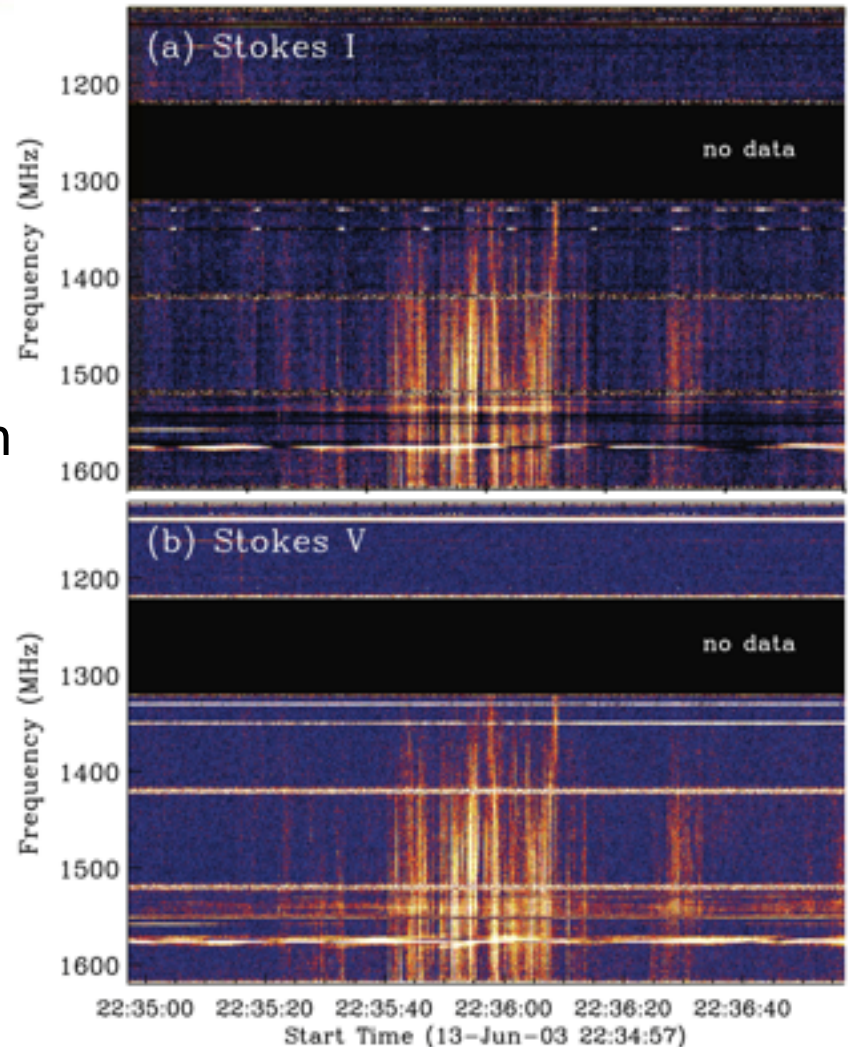 (a) Stokes I
1200
no data
1300
1400
1500
1600
Frequency (MHz)
n
(b) Stokes V
1200
no data
1300
1400
1500
1600
Frequency (MHz)
22:35:00 22:35:20 22:35:40 22:36:00 22:36:20 22:36:40
Start Time (13-Jun-03 22:34:57)